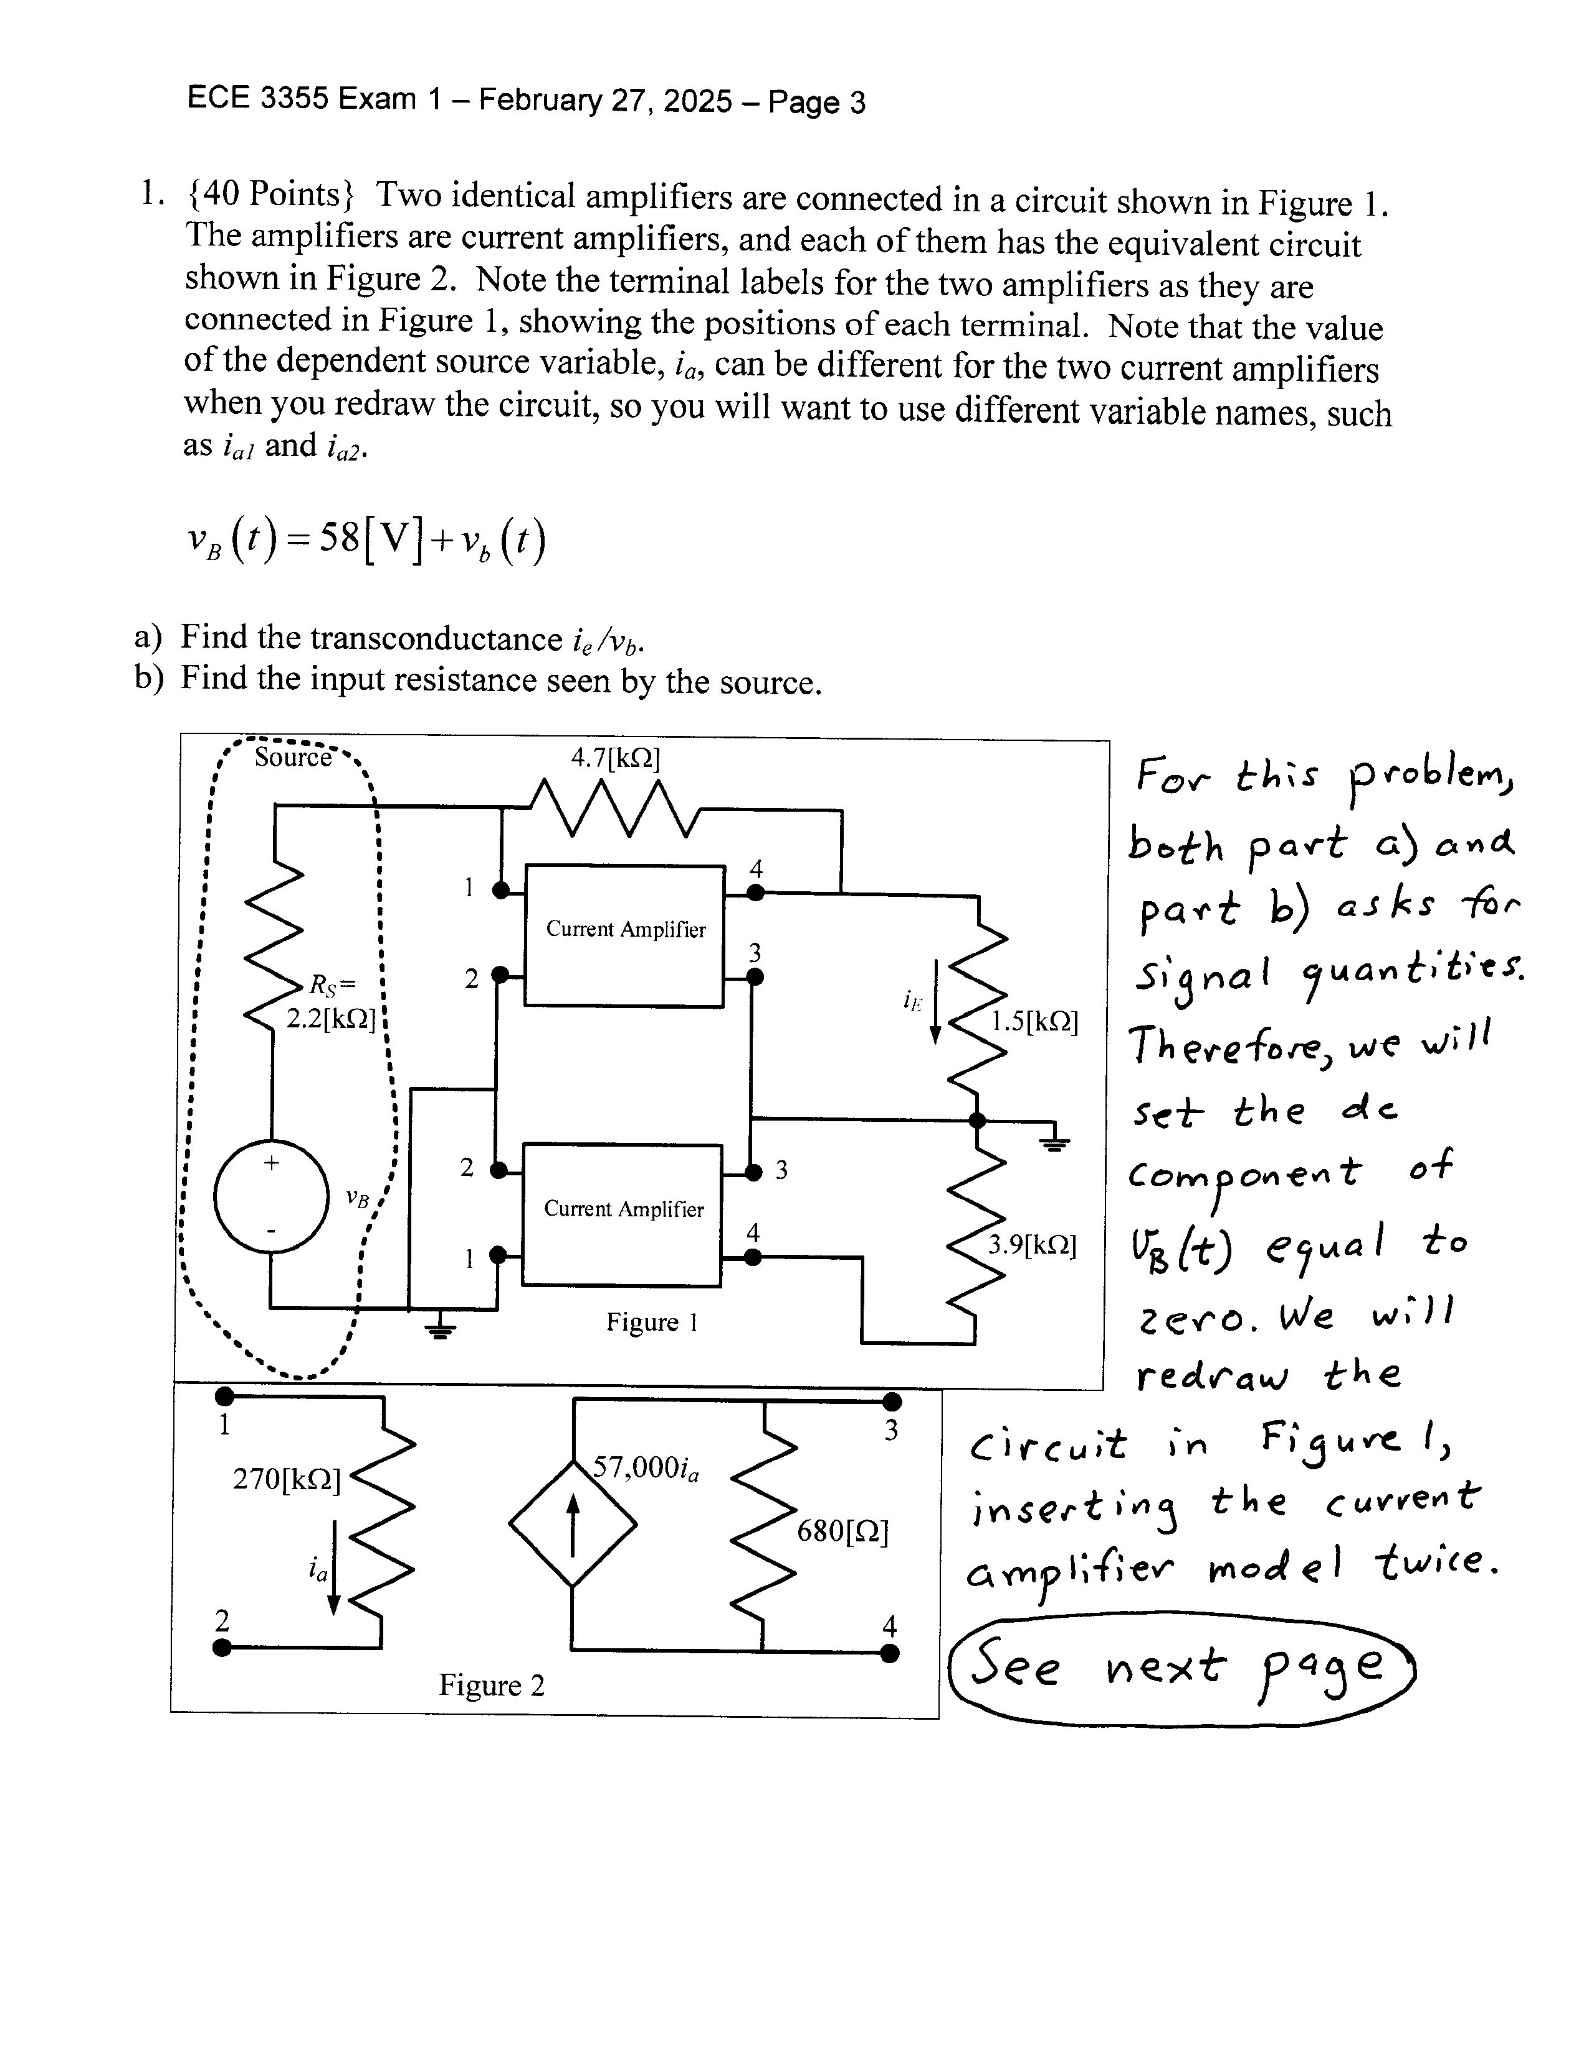 ECE 3355 Exam 1 – February 27, 2025 – Page 3
1. {40 Points} Two identical amplifiers are connected in a circuit shown in Figure 1.
The amplifiers are current amplifiers, and each of them has the equivalent circuit
shown in Figure 2. Note the terminal labels for the two amplifiers as they are
connected in Figure 1, showing the positions of each terminal. Note that the value
of the dependent source variable, ia, can be different for the two current amplifiers
when you redraw the circuit, so you will want to use different variable names, such
as ia1 and ia2.
vB(t) = 58[V] + vb(t)
a) Find the transconductance ie/vb.
b) Find the input resistance seen by the source.
Source
4.7[kΩ]
1
4
Current Amplifier
2
3
RS=
2.2[kΩ]
iE
1.5[kΩ]
2
3
+
vB
Current Amplifier
-
1
4
3.9[kΩ]
Figure 1
For this problem,
both part a) and
part b) asks for
signal quantities.
Therefore, we will
set the dc
component of
vB(t) equal to
zero. We will
redraw the
circuit in Figure 1,
inserting the current
amplifier model twice.
See next page
1
3
270[kΩ]
57,000ia
680[Ω]
ia
2
4
Figure 2